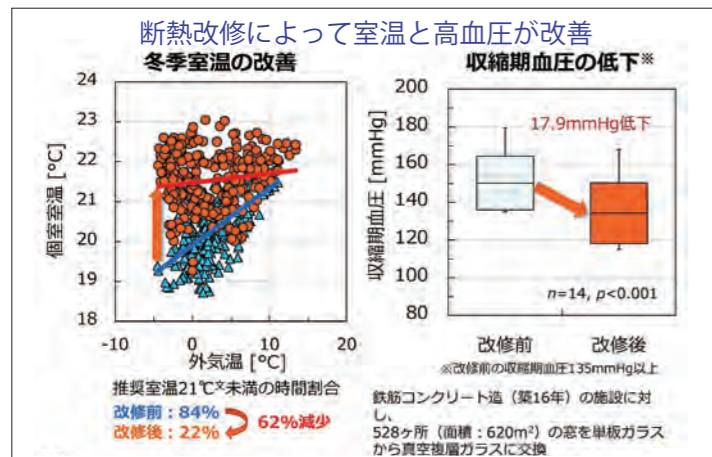 断熱改修によって室温と高血圧が改善
冬季室温の改善
個室室温 [°C]
24
23
22
21
20
19
18
-10
0
10
20
外気温 [°C]
推奨室温21℃※未満の時間割合
改修前：84%
改修後：22%
62%減少
収縮期血圧の低下※
収縮期血圧 [mmHg]
200
180
160
140
120
100
80
17.9mmHg低下
n=14, p<0.001
改修前
改修後
※改修前の収縮期血圧135mmHg以上
鉄筋コンクリート造（築16年）の施設に対
し、
528ヶ所（面積：620m²）の窓を単板ガラス
から真空複層ガラスに交換